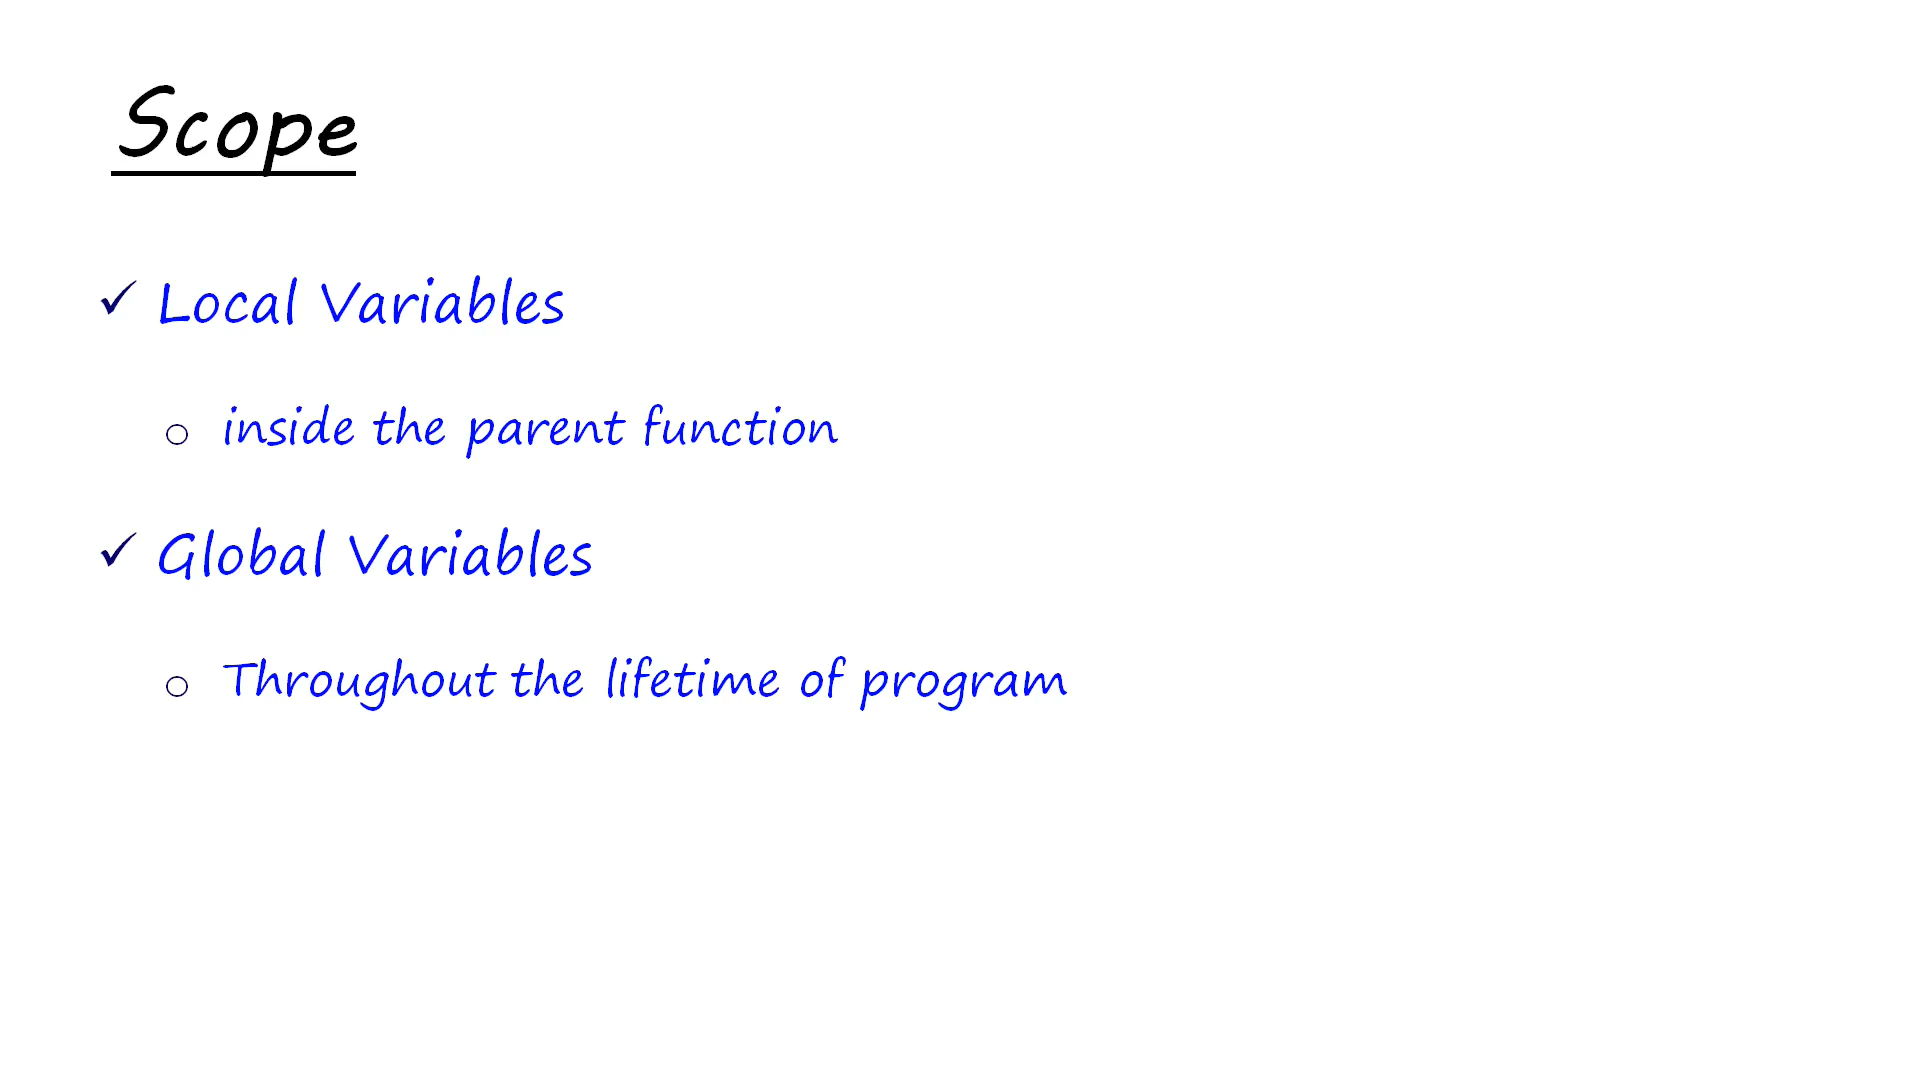 Scope
✓ Local Variables
o inside the parent function
✓ Global Variables
o Throughout the lifetime of program